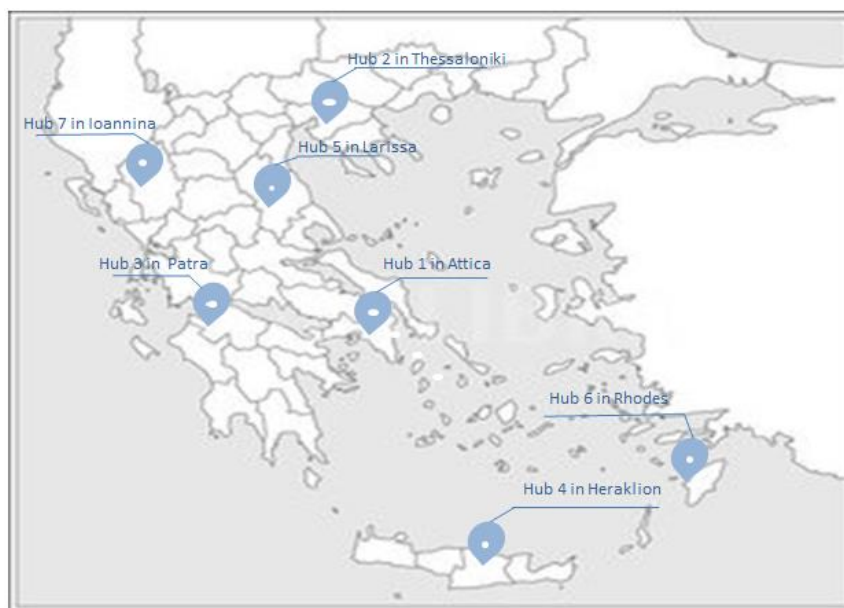 Hub 2 in Thessaloniki
Hub 7 in Ioannina
Hub 5 in Larissa
Hub 3 in Patra
Hub 1 in Attica
Hub 6 in Rhodes
Hub 4 in Heraklion